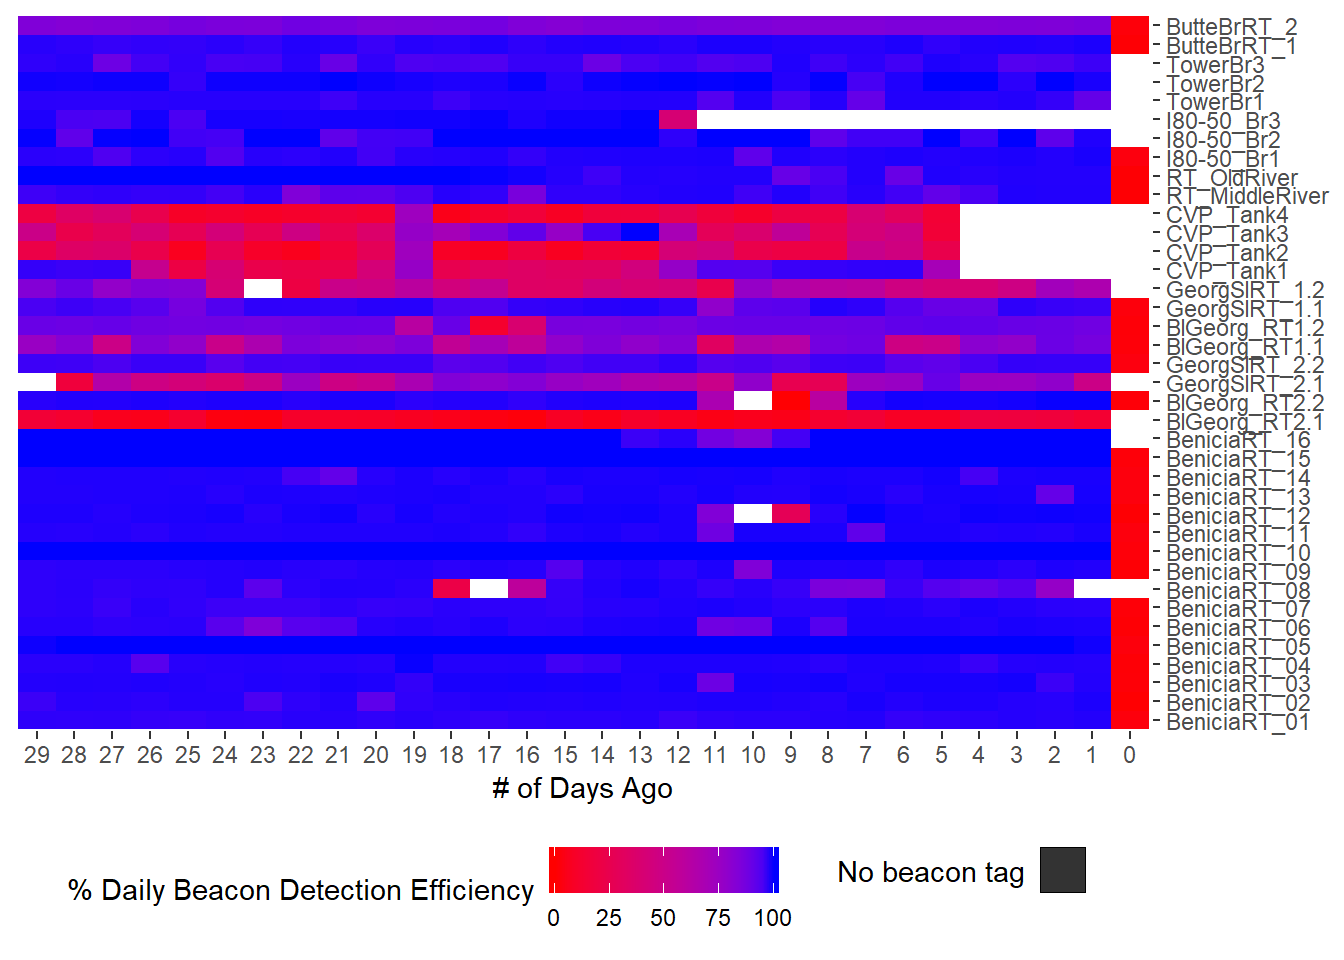 ButteBrRT_2
ButteBrRT_1
TowerBr3
TowerBr2
TowerBr1
I80-50_Br3
I80-50_Br2
I80-50_Br1
RT_OldRiver
RT_MiddleRiver
CVP_Tank4
CVP_Tank3
CVP_Tank2
CVP_Tank1
GeorgSlRT_1.2
GeorgSlRT_1.1
BlGeorg_RT1.2
BlGeorg_RT1.1
GeorgSlRT_2.2
GeorgSlRT_2.1
BlGeorg_RT2.2
BlGeorg_RT2.1
BeniciaRT_16
BeniciaRT_15
BeniciaRT_14
BeniciaRT_13
BeniciaRT_12
BeniciaRT_11
BeniciaRT_10
BeniciaRT_09
BeniciaRT_08
BeniciaRT_07
BeniciaRT_06
BeniciaRT_05
BeniciaRT_04
BeniciaRT_03
BeniciaRT_02
BeniciaRT_01
29 28 27 26 25 24 23 22 21 20 19 18 17 16 15 14 13 12 11 10 9 8 7 6 5 4 3 2 1 0
# of Days Ago
% Daily Beacon Detection Efficiency
0 25 50 75 100
No beacon tag